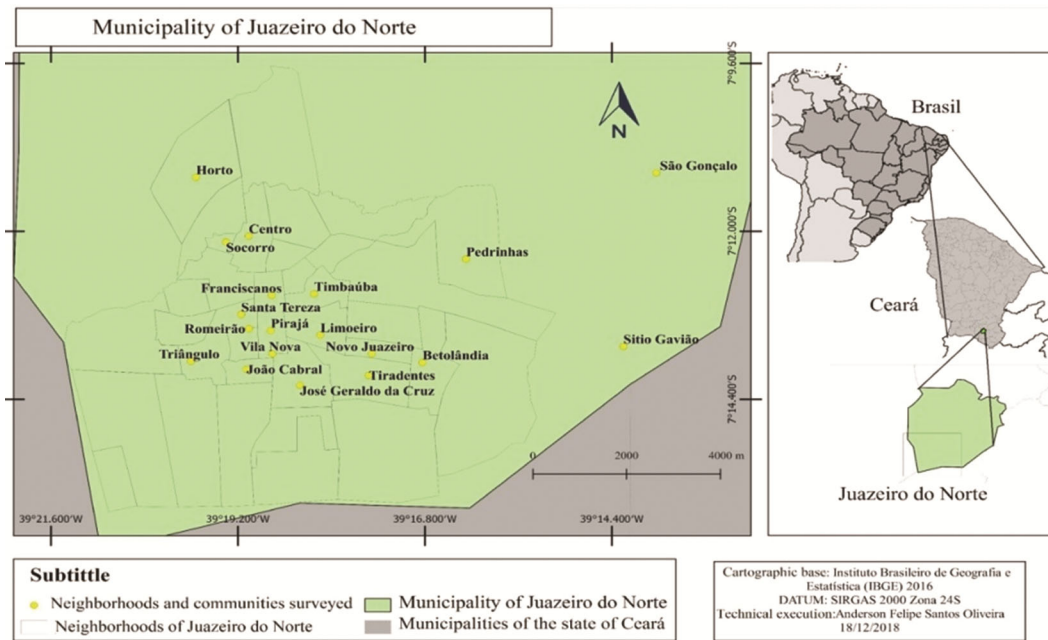 Municipality of Juazeiro do Norte
7°9.600'S
Brasil
São Gonçalo
Horto
N
Centro
Socorro
7°12.000'S
Pedrinhas
Franciscanos
Timbaúba
Santa Tereza
Ceará
Romeirão
Pirajá
Limoeiro
Sitio Gavião
Vila Nova
Novo Juazeiro
Triângulo
Betolândia
João Cabral
Tiradentes
José Geraldo da Cruz
7°14.400'S
0
2000
4000 m
Juazeiro do Norte
39°21.600'W
39°19.200'W
39°16.800'W
39°14.400'W
Subtittle
Neighborhoods and communities surveyed
Neighborhoods of Juazeiro do Norte
Municipality of Juazeiro do Norte
Municipalities of the state of Ceará
Cartographic base: Instituto Brasileiro de Geografia e
Estatística (IBGE) 2016
DATUM: SIRGAS 2000 Zona 24S
Technical execution:Anderson Felipe Santos Oliveira
18/12/2018